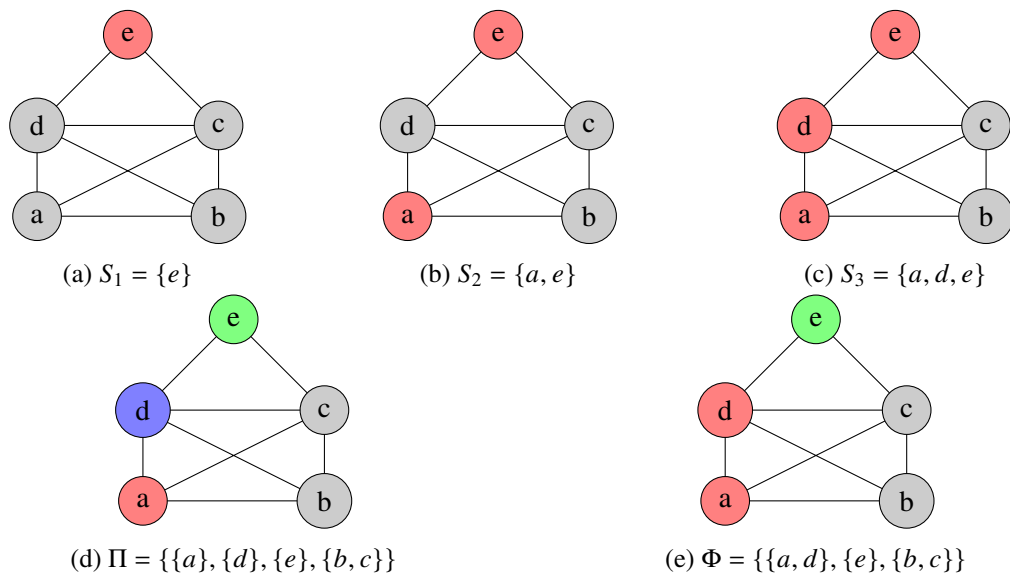 e e e
d c d c d c
a b a b a b
(a) S₁ = {e} (b) S₂ = {a, e} (c) S₃ = {a, d, e}
e e
d c d c
a b a b
(d) Π = {{a}, {d}, {e}, {b, c}} (e) Φ = {{a, d}, {e}, {b, c}}